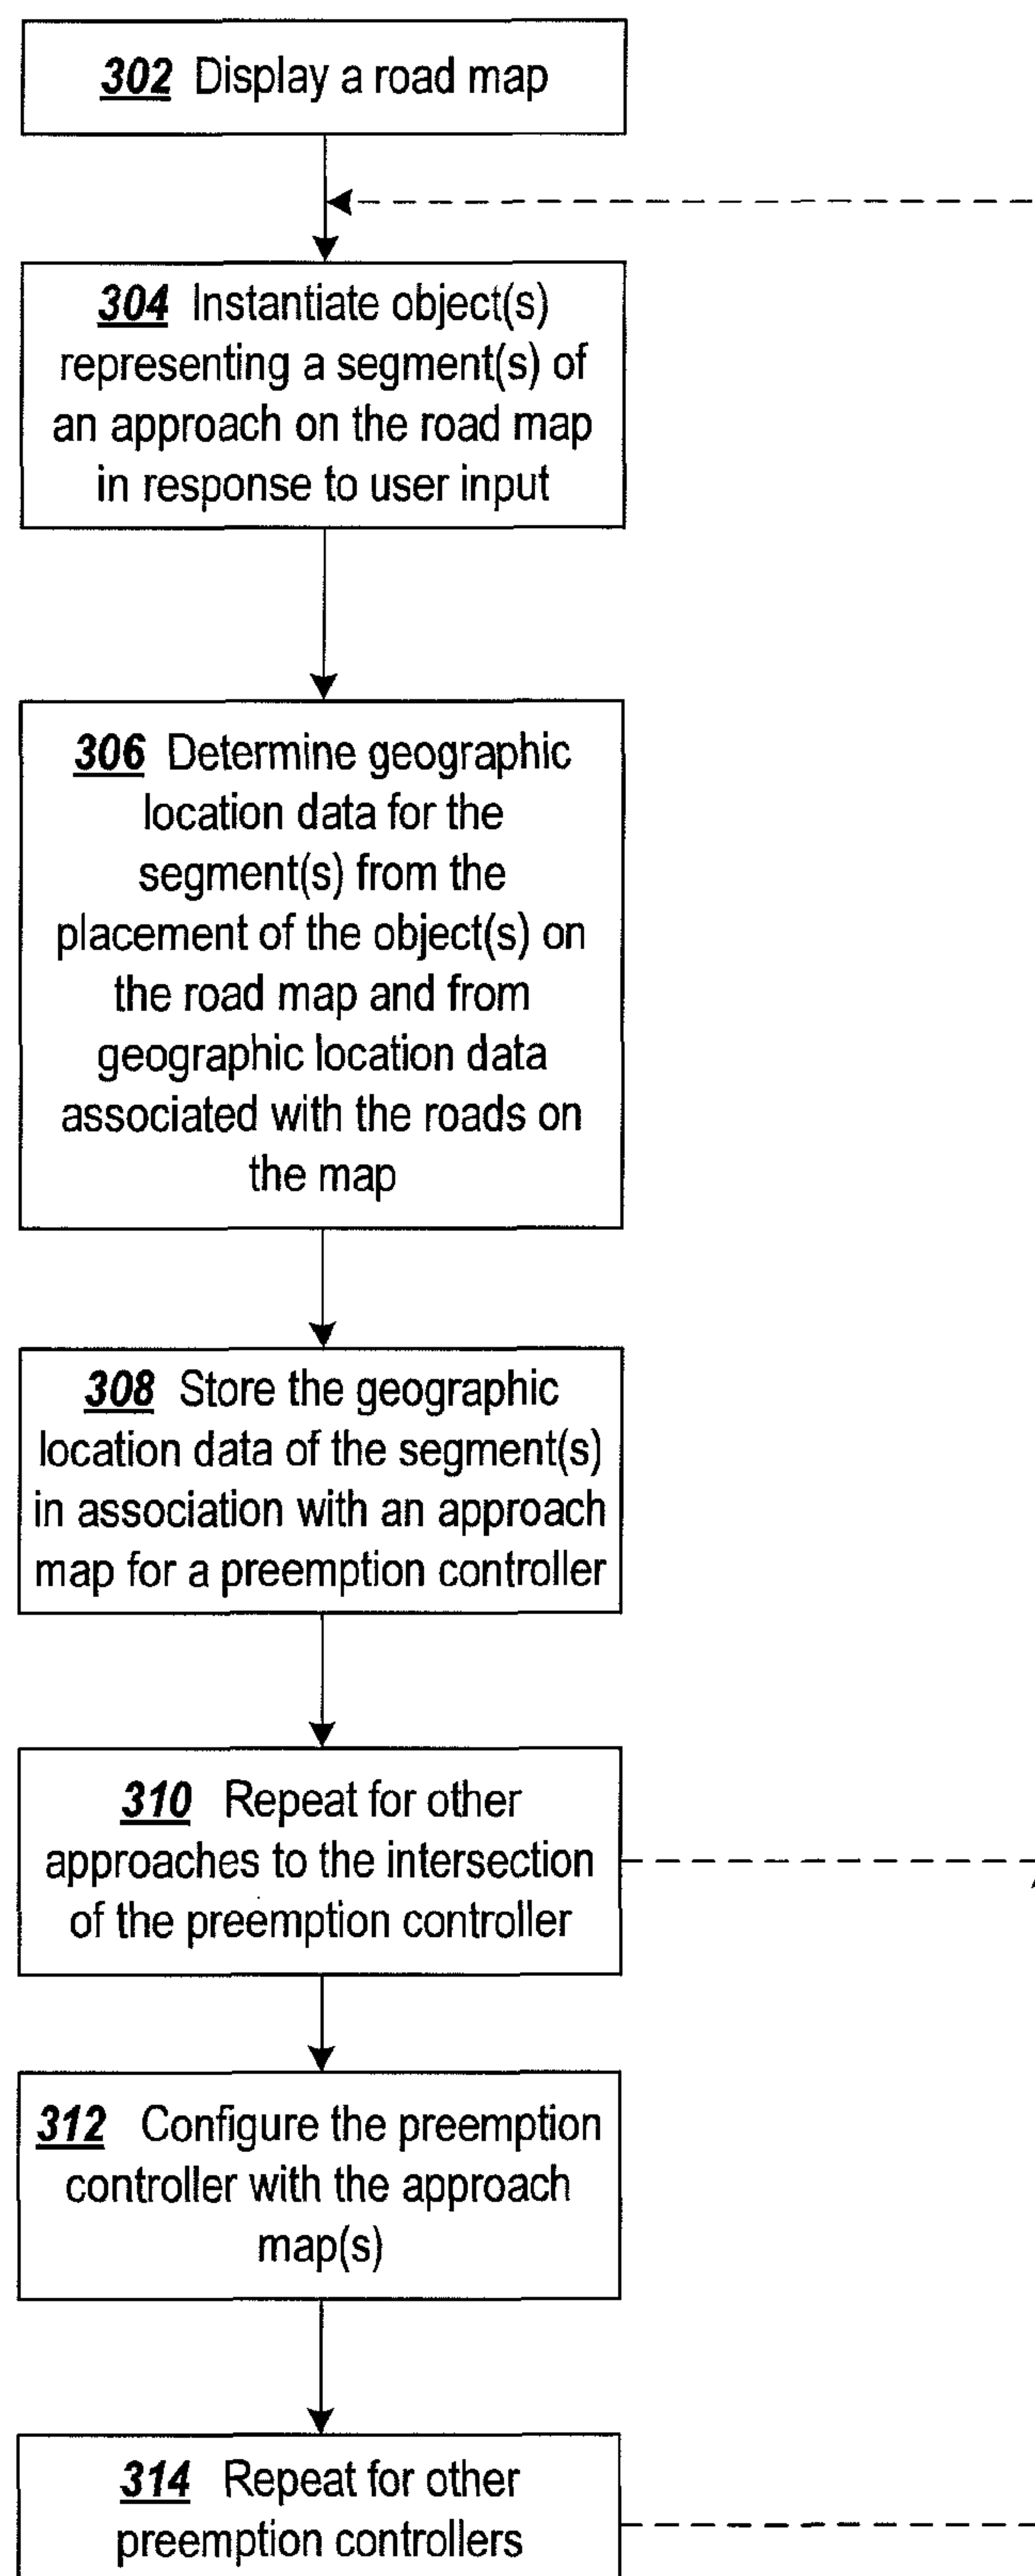 302 Display a road map
304 Instantiate object(s)
representing a segment(s) of
an approach on the road map
in response to user input
306 Determine geographic
location data for the
segment(s) from the
placement of the object(s) on
the road map and from
geographic location data
associated with the roads on
the map
308 Store the geographic
location data of the segment(s)
in association with an approach
map for a preemption controller
310 Repeat for other
approaches to the intersection
of the preemption controller
312 Configure the preemption
controller with the approach
map(s)
314 Repeat for other
preemption controllers